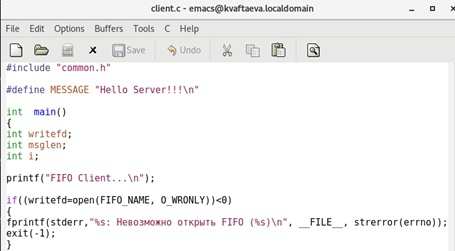 client.c - emacs@kvaftaeva.localdomain
File Edit Options Buffers Tools C Help
Save Undo
#include "common.h"
#define MESSAGE "Hello Server!!!\n"
int main()
{
int writefd;
int msglen;
int i;
printf("FIFO Client...\n");
if((writefd=open(FIFO_NAME, O_WRONLY))<0)
{
fprintf(stderr,"%s: Невозможно открыть FIFO (%s)\n", __FILE__, strerror(errno));
exit(-1);
}